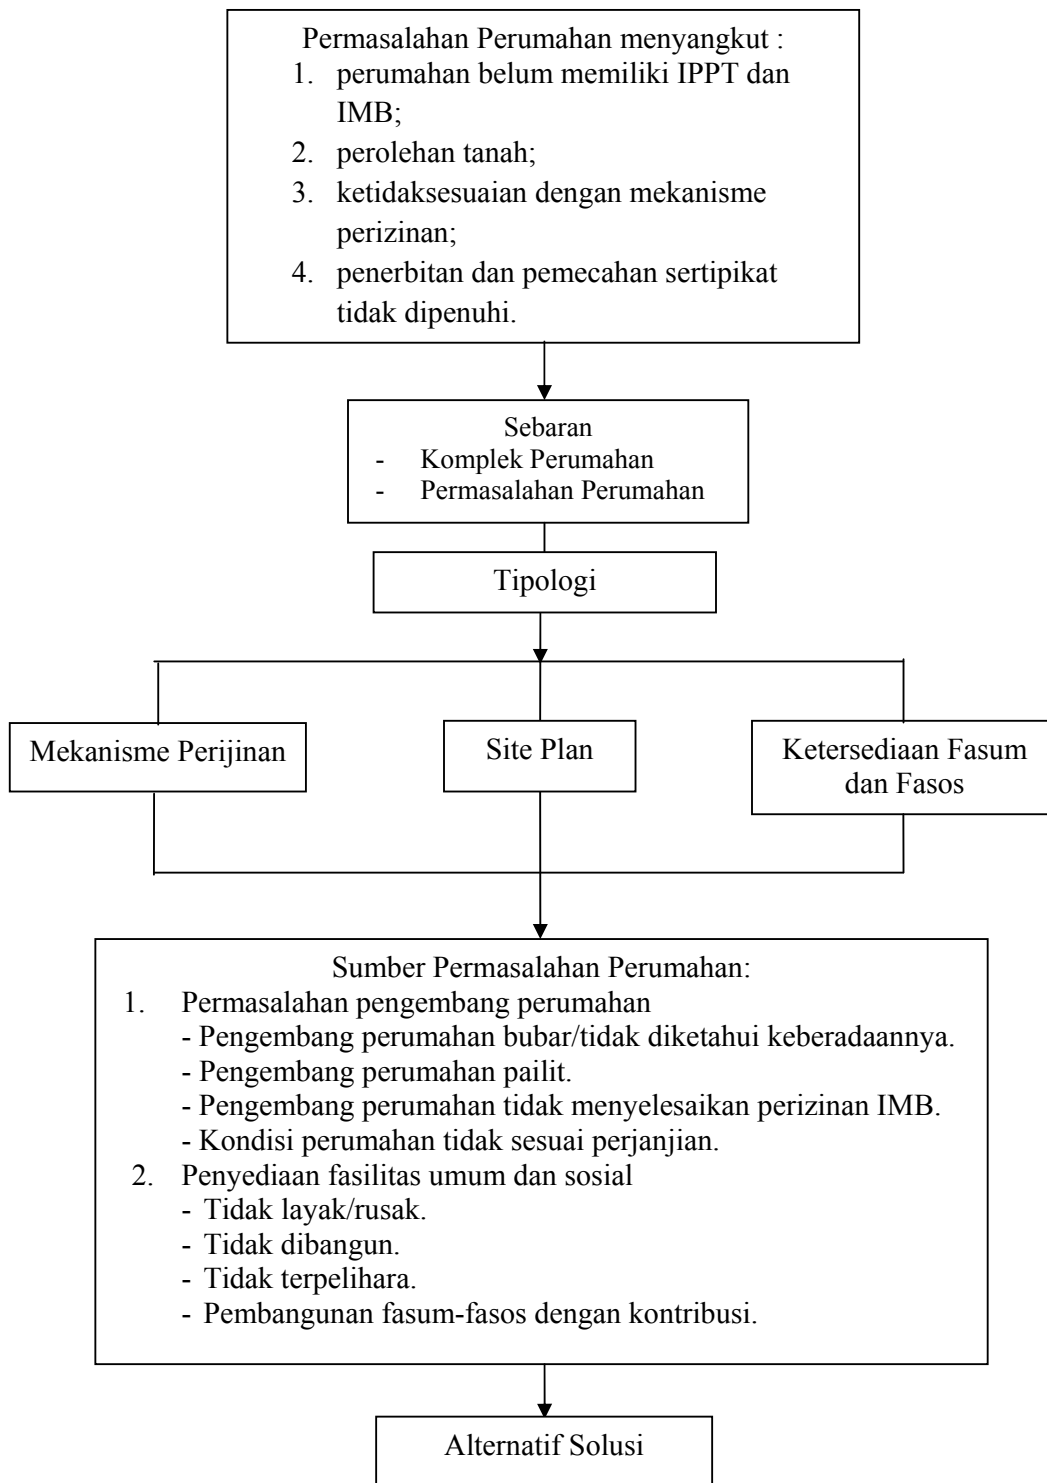 Permasalahan Perumahan menyangkut :
1. perumahan belum memiliki IPPT dan
IMB;
2. perolehan tanah;
3. ketidaksesuaian dengan mekanisme
perizinan;
4. penerbitan dan pemecahan sertipikat
tidak dipenuhi.
Sebaran
- Komplek Perumahan
- Permasalahan Perumahan
Tipologi
Mekanisme Perijinan
Site Plan
Ketersediaan Fasum
dan Fasos
Sumber Permasalahan Perumahan:
1. Permasalahan pengembang perumahan
- Pengembang perumahan bubar/tidak diketahui keberadaannya.
- Pengembang perumahan pailit.
- Pengembang perumahan tidak menyelesaikan perizinan IMB.
- Kondisi perumahan tidak sesuai perjanjian.
2. Penyediaan fasilitas umum dan sosial
- Tidak layak/rusak.
- Tidak dibangun.
- Tidak terpelihara.
- Pembangunan fasum-fasos dengan kontribusi.
Alternatif Solusi